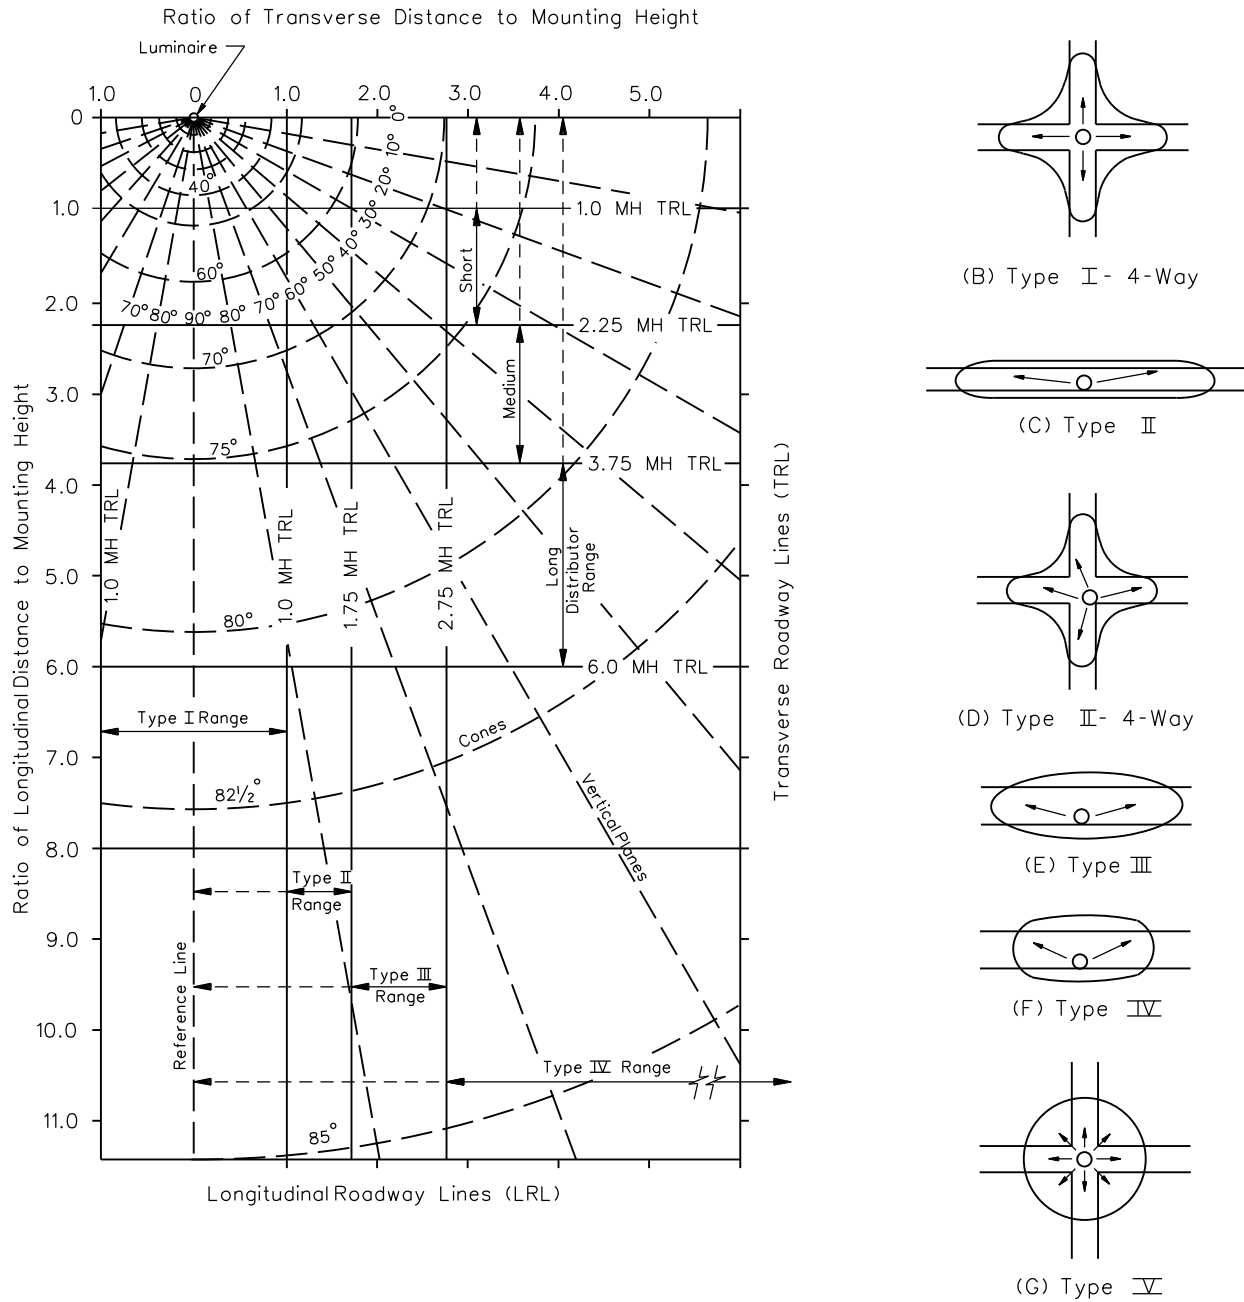 Ratio of Transverse Distance to Mounting Height
Luminaire
1.0 0 1.0 2.0 3.0 4.0 5.0
0
1.0
2.0
3.0
4.0
5.0
6.0
7.0
8.0
9.0
10.0
11.0
Ratio of Longitudinal Distance to Mounting Height
0°
10°
20°
30°
40°
50°
60°
70°
80°
90°
80°
70°
40°
60°
70°
75°
80°
82½°
85°
1.0 MH TRL
2.25 MH TRL
3.75 MH TRL
6.0 MH TRL
Short
Medium
Long
Distributor
Range
1.0 MH TRL
1.0 MH TRL
1.75 MH TRL
2.75 MH TRL
Transverse Roadway Lines (TRL)
Type I Range
Cones
Vertical Planes
Type II
Range
Type III
Range
Reference Line
Type IV Range
Longitudinal Roadway Lines (LRL)
(B) Type I- 4-Way
(C) Type II
(D) Type II- 4-Way
(E) Type III
(F) Type IV
(G) Type V